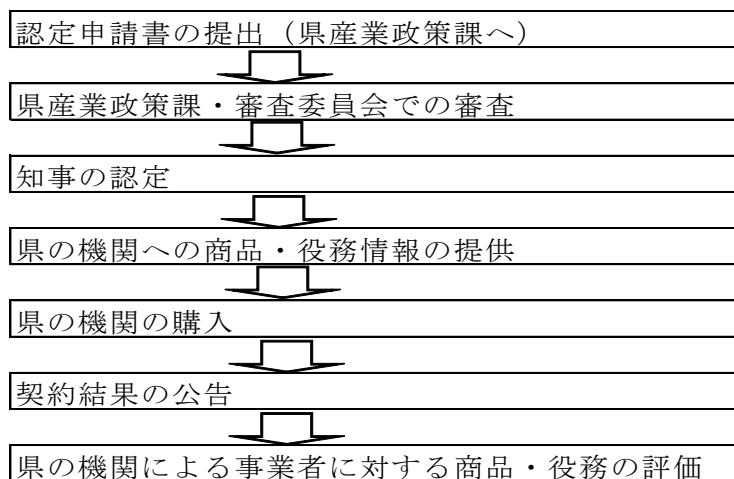 認定申請書の提出（県産業政策課へ）
県産業政策課・審査委員会での審査
知事の認定
県の機関への商品・役務情報の提供
県の機関の購入
契約結果の公告
県の機関による事業者に対する商品・役務の評価